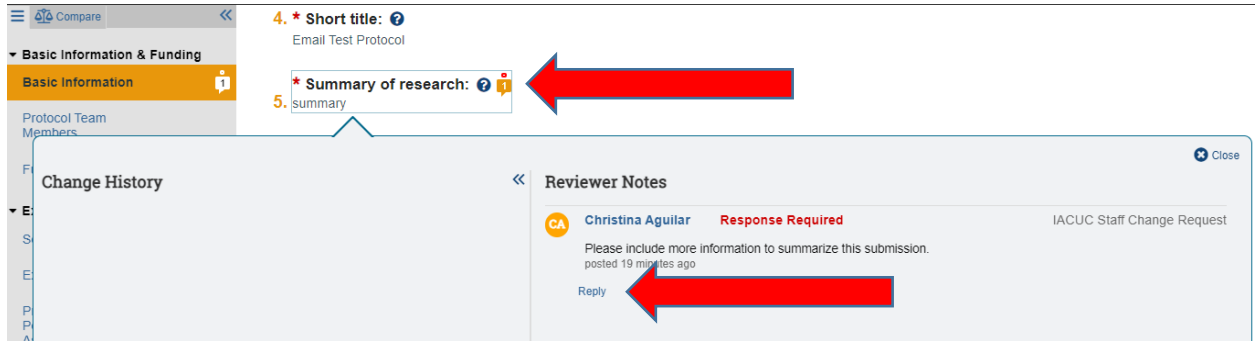 Compare
Basic Information & Funding
Basic Information
1
Protocol Team
Members
4. * Short title:
Email Test Protocol
* Summary of research:
1
5. summary
Close
Change History
Reviewer Notes
CA Christina Aguilar Response Required IACUC Staff Change Request
Please include more information to summarize this submission.
posted 19 minutes ago
Reply